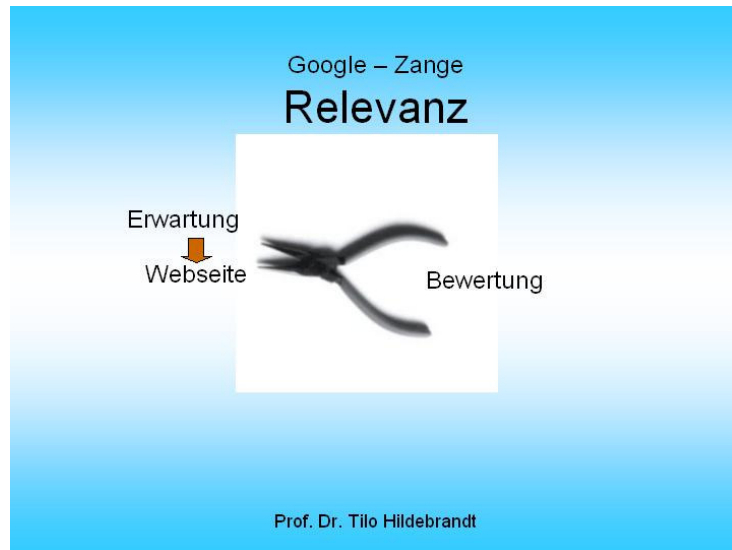 Google – Zange
Relevanz
Erwartung
Webseite
Bewertung
Prof. Dr. Tilo Hildebrandt